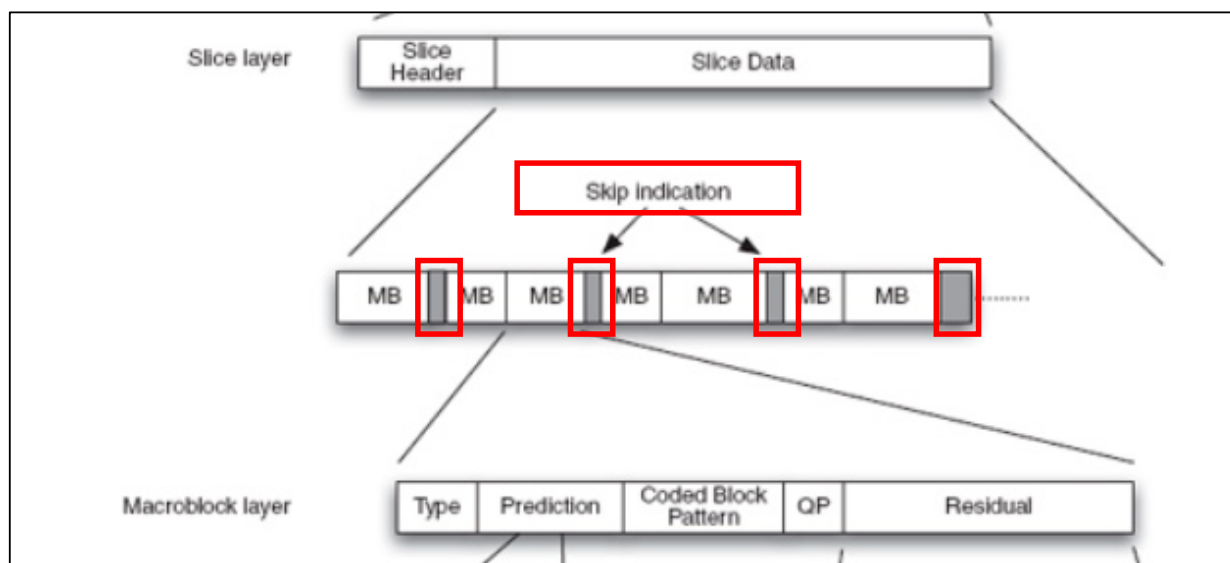 Slice layer
Slice
Header
Slice Data
Skip indication
MB MB MB MB MB MB MB
Macroblock layer
Type
Prediction
Coded Block
Pattern
QP
Residual